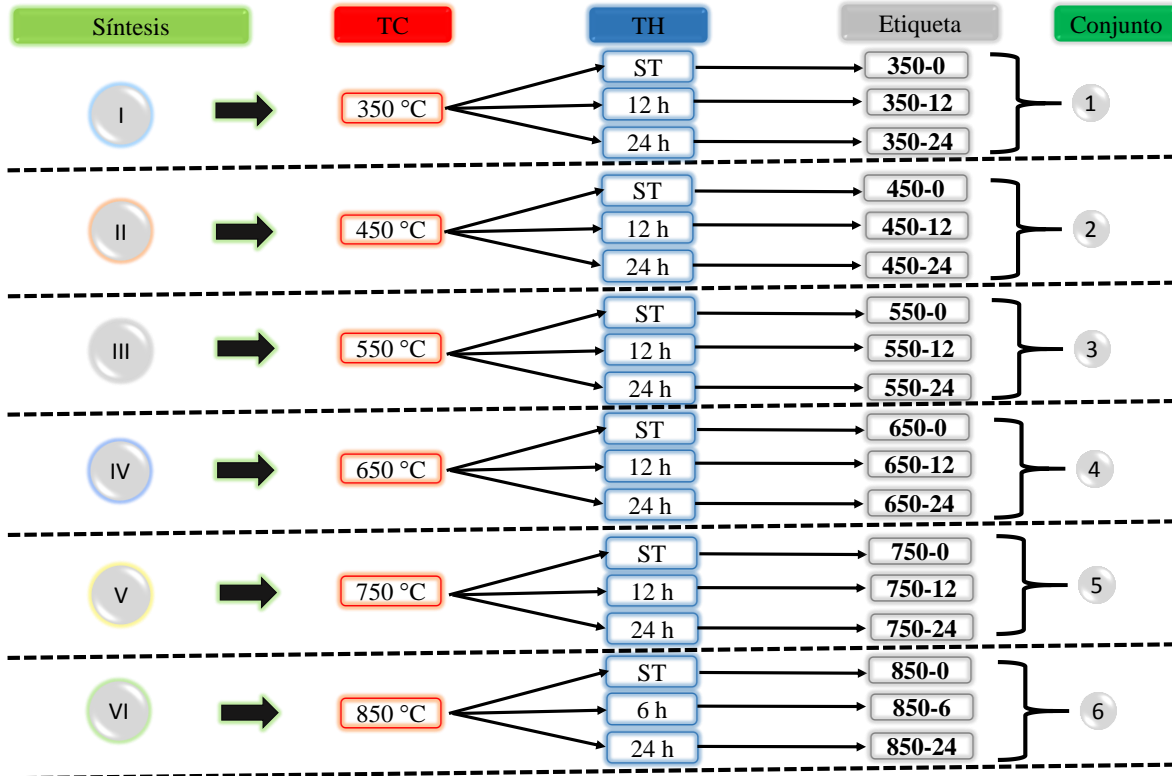 Síntesis TC TH Etiqueta Conjunto
ST 350-0
I 350 °C 12 h 350-12 1
24 h 350-24
ST 450-0
II 450 °C 12 h 450-12 2
24 h 450-24
ST 550-0
III 550 °C 12 h 550-12 3
24 h 550-24
ST 650-0
IV 650 °C 12 h 650-12 4
24 h 650-24
ST 750-0
V 750 °C 12 h 750-12 5
24 h 750-24
ST 850-0
VI 850 °C 6 h 850-6 6
24 h 850-24